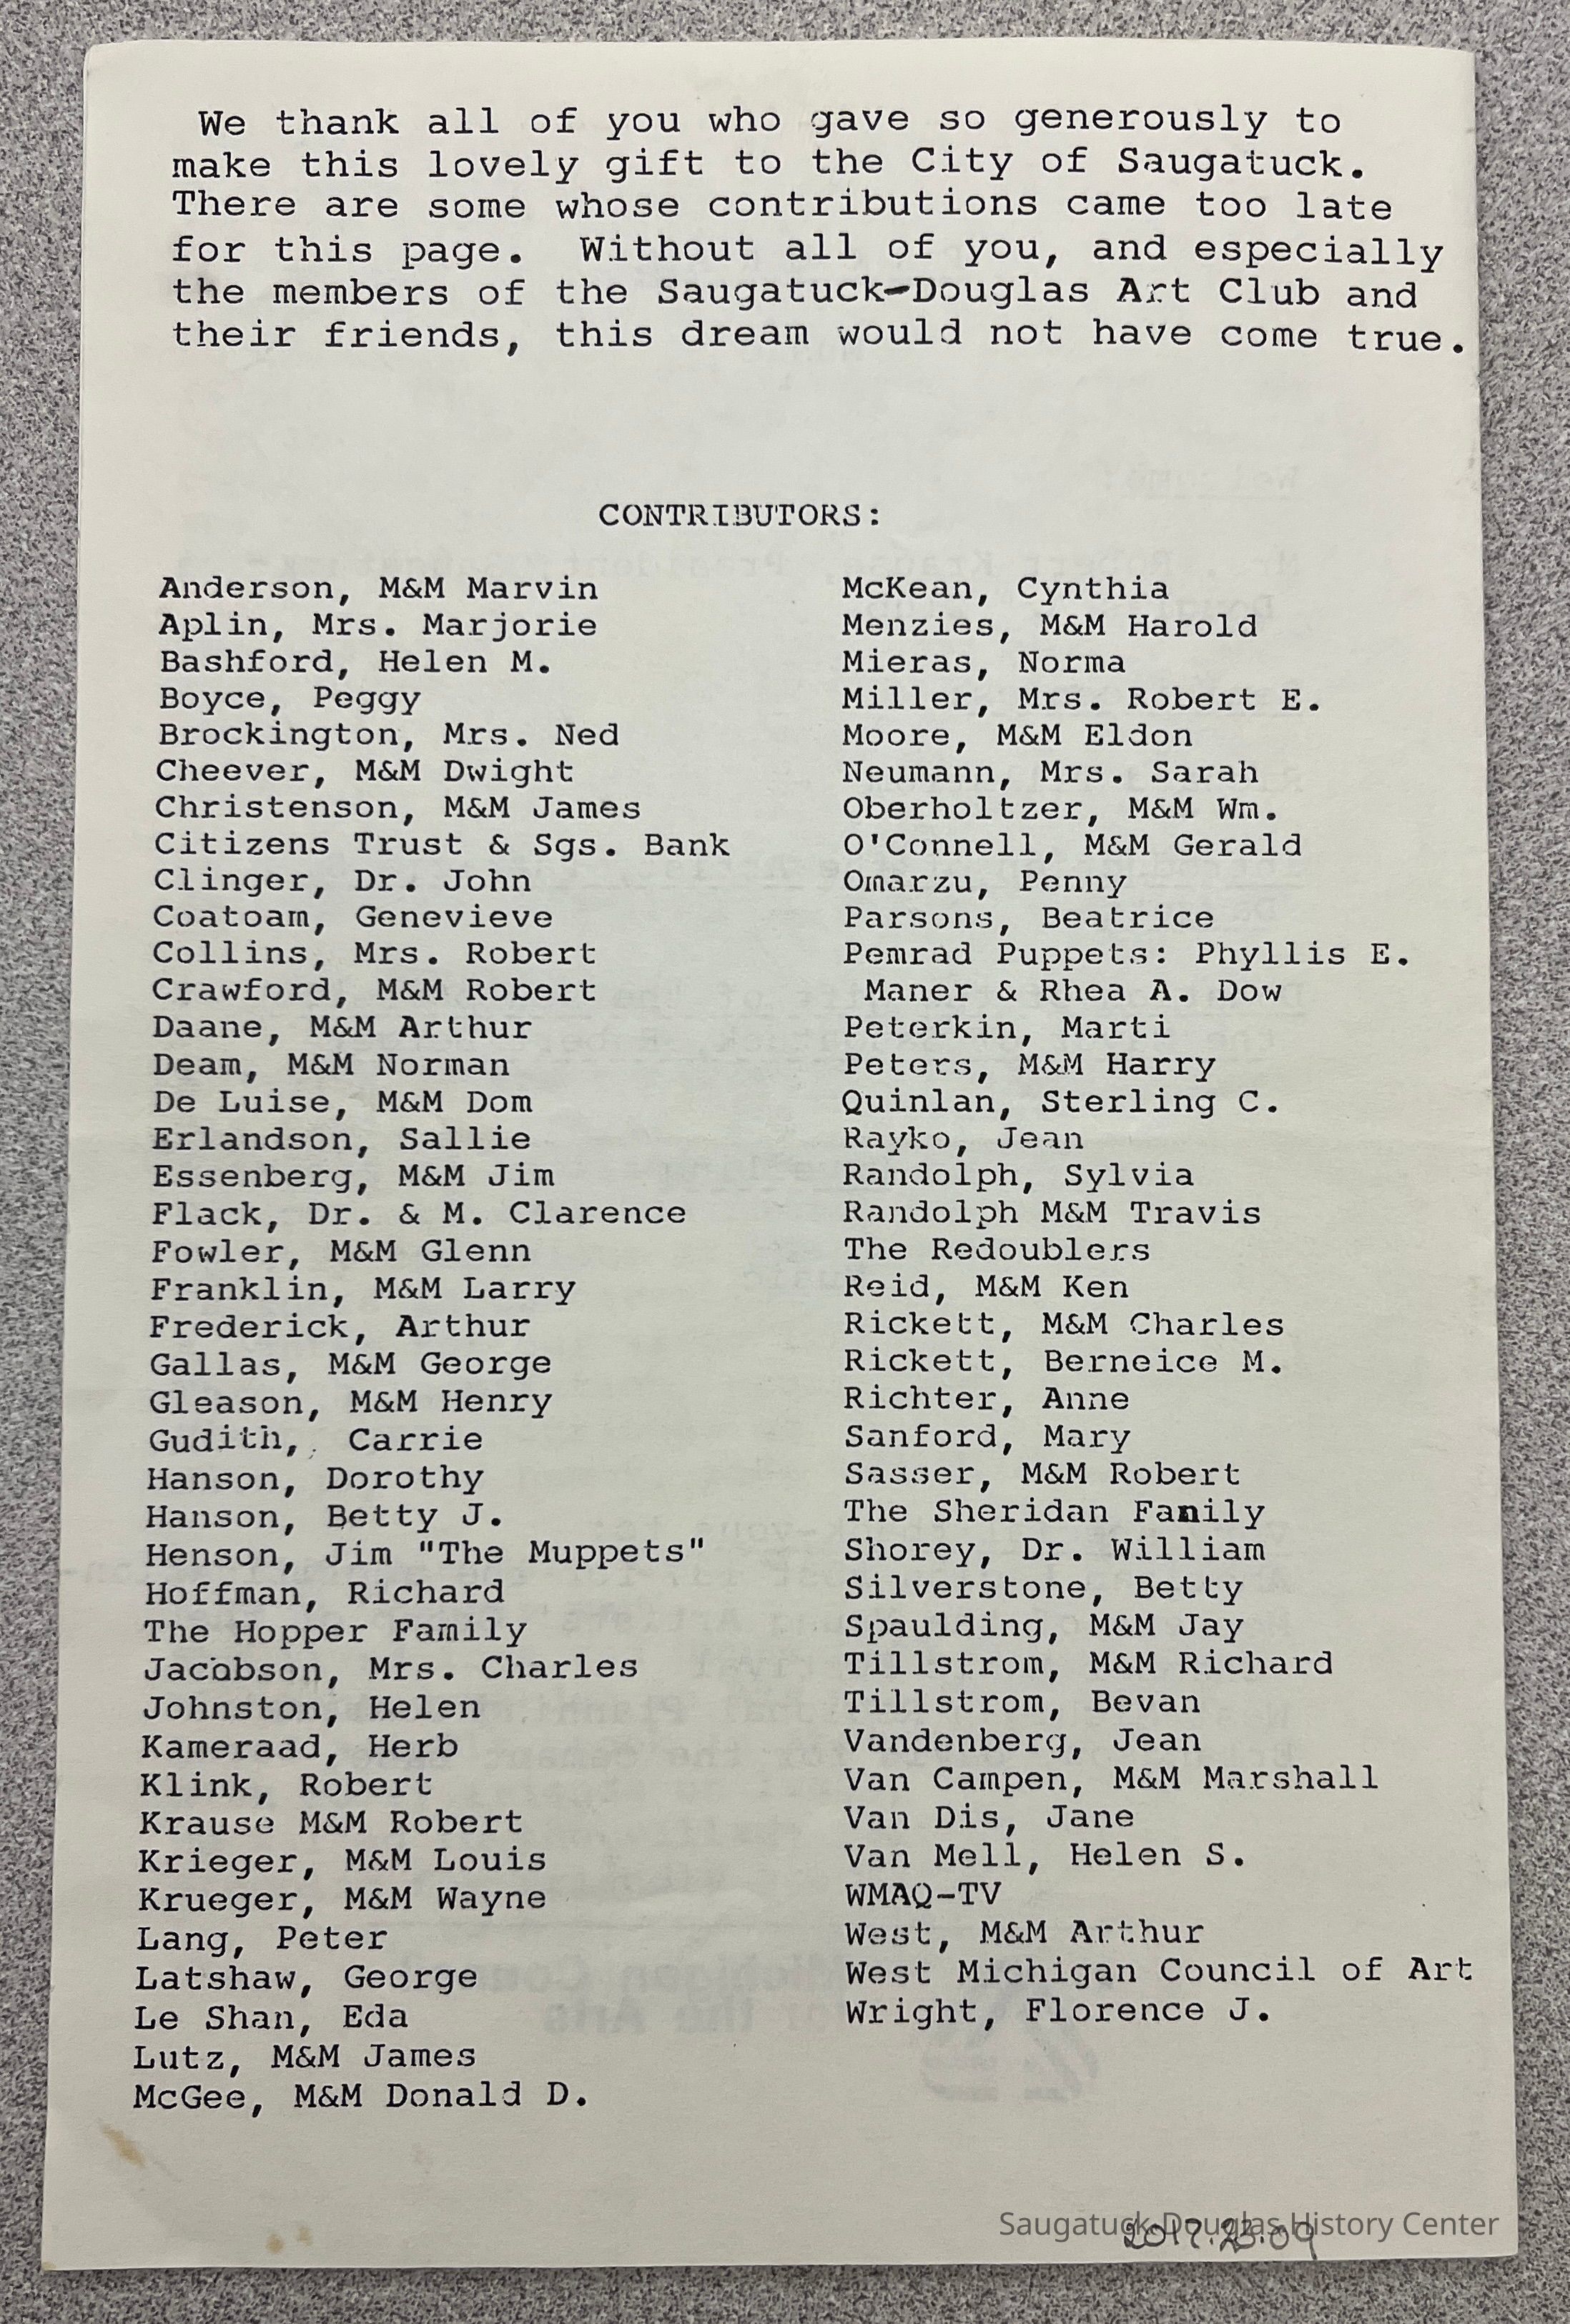 We thank all of you who gave so generously to
make this lovely gift to the City of Saugatuck.
There are some whose contributions came too late
for this page. Without all of you, and especially
the members of the Saugatuck-Douglas Art Club and
their friends, this dream would not have come true.
CONTRIBUTORS:
Anderson, M&M Marvin
Aplin, Mrs. Marjorie
Bashford, Helen M.
Boyce, Peggy
Brockington, Mrs. Ned
Cheever, M&M Dwight
Christenson, M&M James
Citizens Trust & Sgs. Bank
Clinger, Dr. John
Coatoam, Genevieve
Collins, Mrs. Robert
Crawford, M&M Robert
Daane, M&M Arthur
Deam, M&M Norman
De Luise, M&M Dom
Erlandson, Sallie
Essenberg, M&M Jim
Flack, Dr. & M. Clarence
Fowler, M&M Glenn
Franklin, M&M Larry
Frederick, Arthur
Gallas, M&M George
Gleason, M&M Henry
Gudith, Carrie
Hanson, Dorothy
Hanson, Betty J.
Henson, Jim "The Muppets"
Hoffman, Richard
The Hopper Family
Jacobson, Mrs. Charles
Johnston, Helen
Kameraad, Herb
Klink, Robert
Krause M&M Robert
Krieger, M&M Louis
Krueger, M&M Wayne
Lang, Peter
Latshaw, George
Le Shan, Eda
Lutz, M&M James
McGee, M&M Donald D.
McKean, Cynthia
Menzies, M&M Harold
Mieras, Norma
Miller, Mrs. Robert E.
Moore, M&M Eldon
Neumann, Mrs. Sarah
Oberholtzer, M&M Wm.
O'Connell, M&M Gerald
Omarzu, Penny
Parsons, Beatrice
Pemrad Puppets: Phyllis E.
Maner & Rhea A. Dow
Peterkin, Marti
Peters, M&M Harry
Quinlan, Sterling C.
Rayko, Jean
Randolph, Sylvia
Randolph M&M Travis
The Redoublers
Reid, M&M Ken
Rickett, M&M Charles
Rickett, Berneice M.
Richter, Anne
Sanford, Mary
Sasser, M&M Robert
The Sheridan Family
Shorey, Dr. William
Silverstone, Betty
Spaulding, M&M Jay
Tillstrom, M&M Richard
Tillstrom, Bevan
Vandenberg, Jean
Van Campen, M&M Marshall
Van Dis, Jane
Van Mell, Helen S.
WMAQ-TV
West, M&M Arthur
West Michigan Council of Art
Wright, Florence J.
Saugatuck-Douglas History Center
2017.23.09